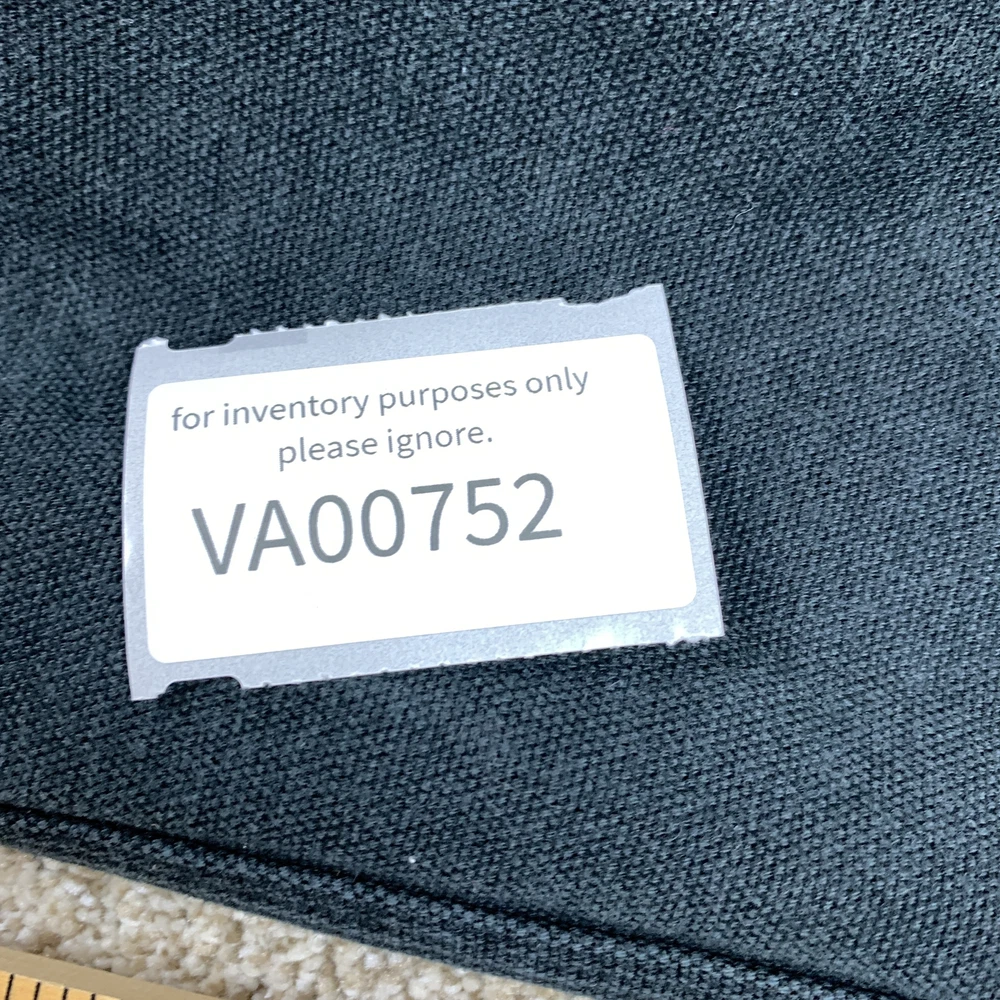 for inventory purposes only
please ignore.
VA00752